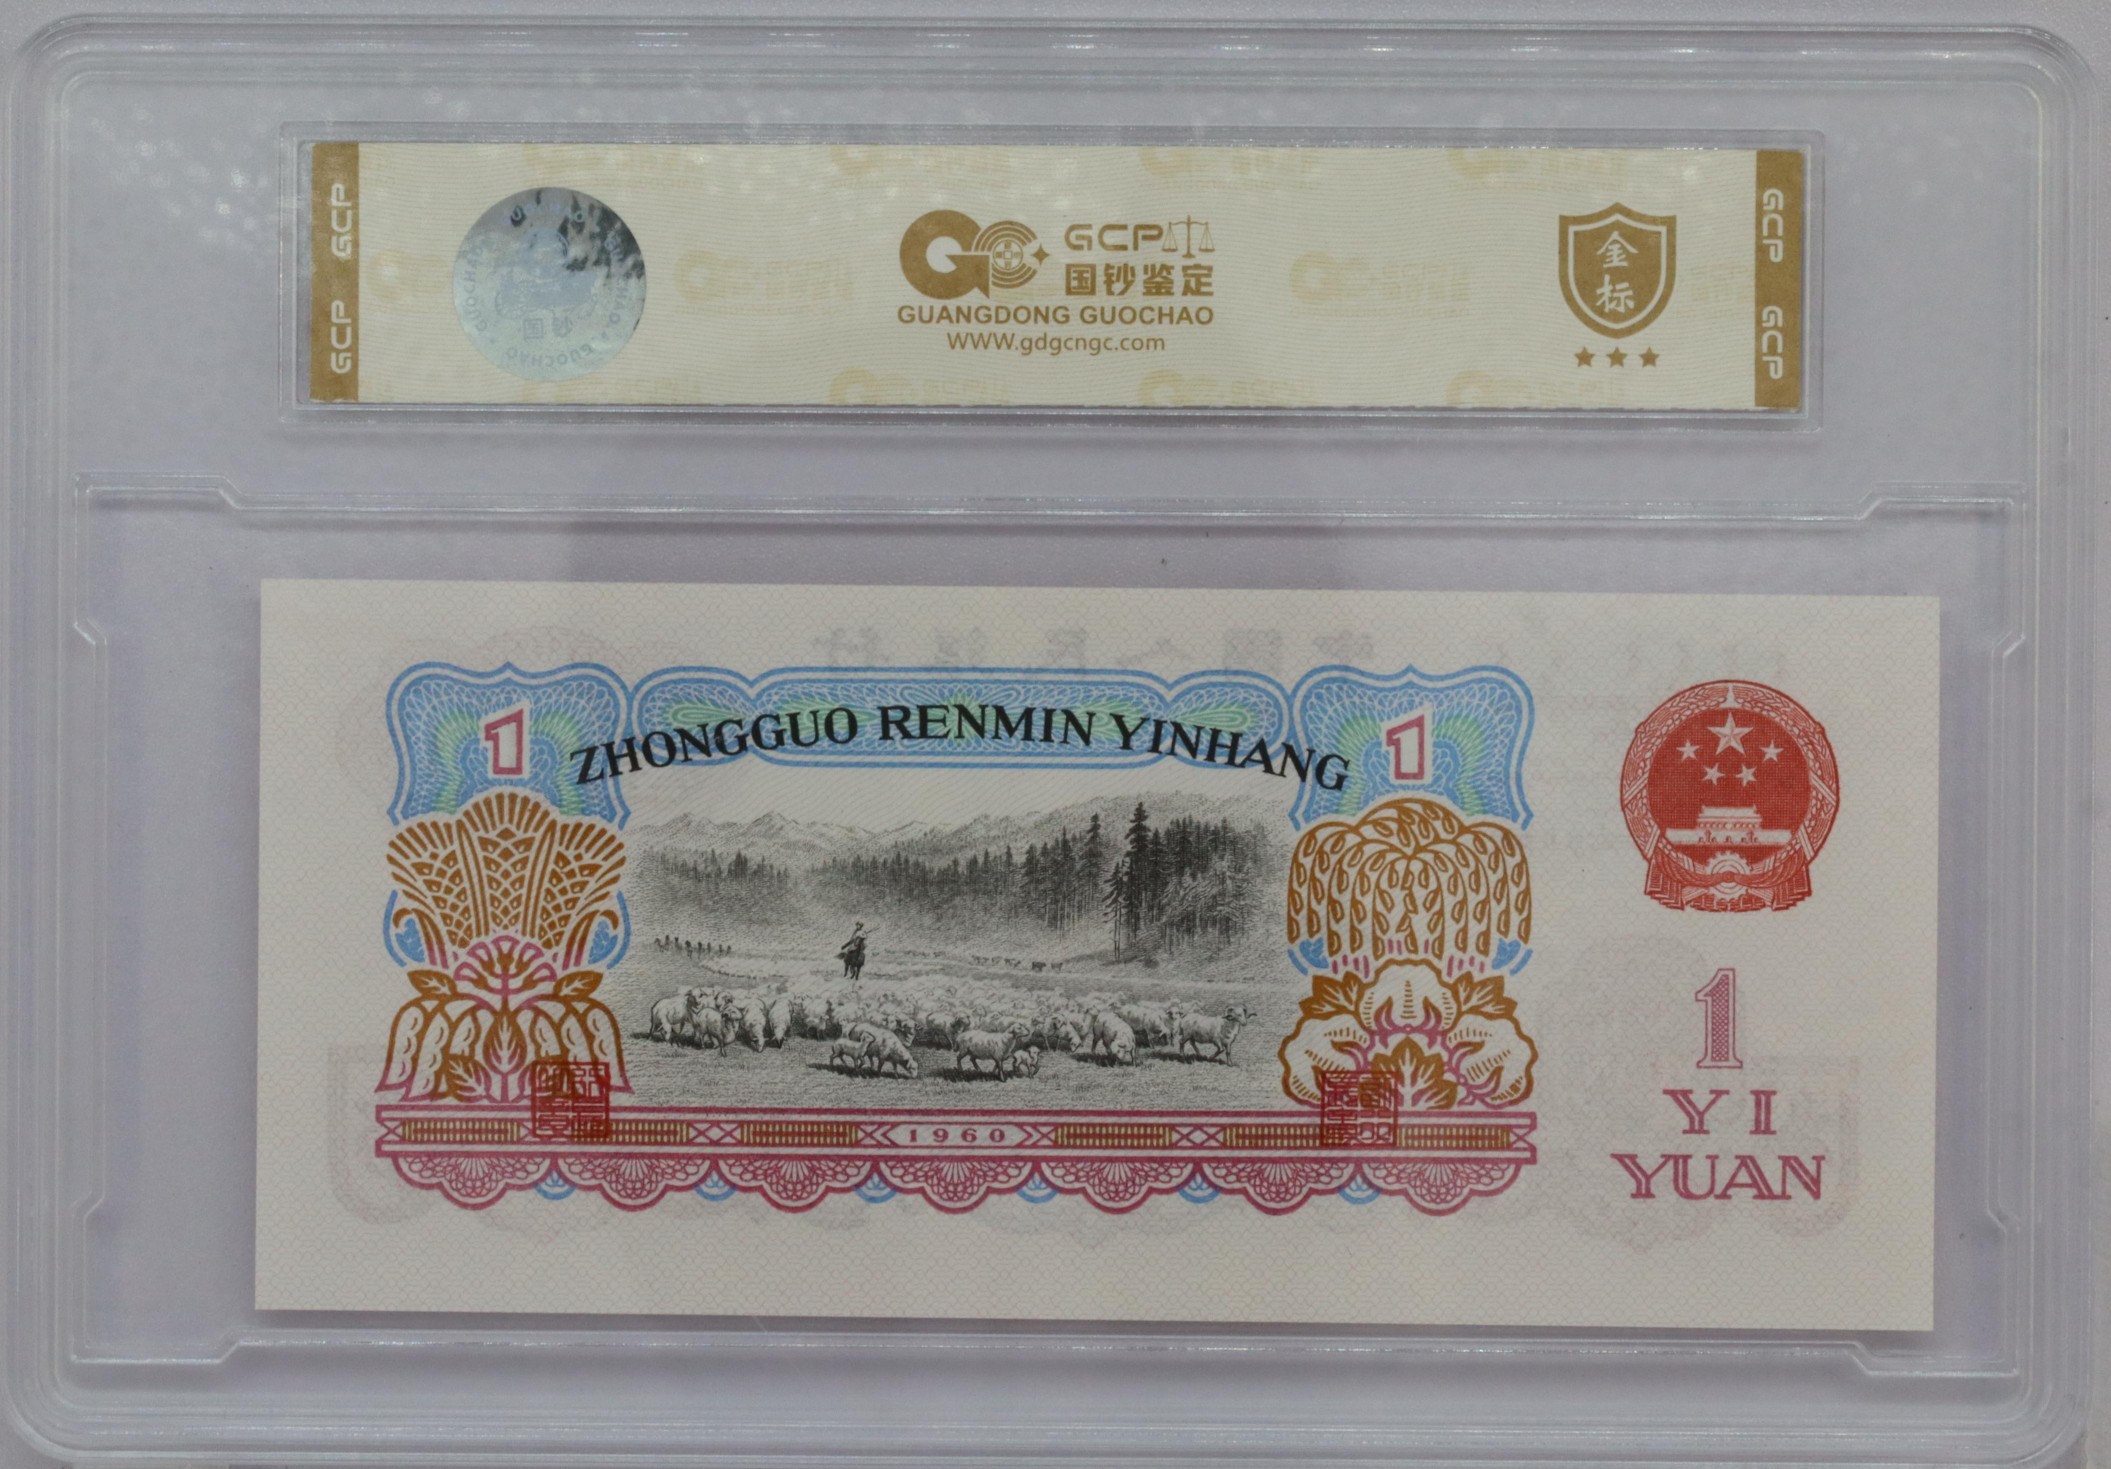 GCP GCP
GCP
国钞鉴定
GUANGDONG GUOCHAO
WWW.gdgcngc.com
金标
GCP GCP
1
ZHONGGUO RENMIN YINHANG
1
1960
1
YI
YUAN